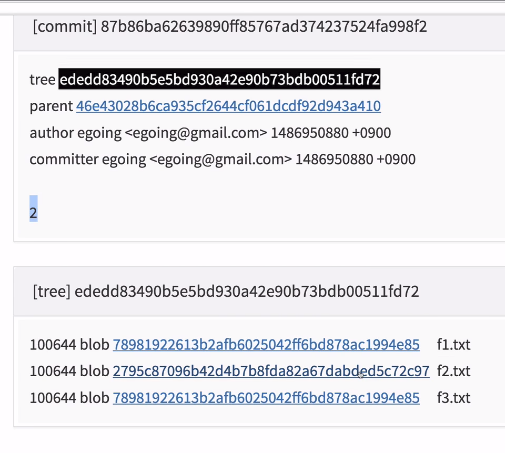 [commit] 87b86ba62639890ff85767ad374237524fa998f2
tree ededd83490b5e5bd930a42e90b73bdb00511fd72
parent 46e43028b6ca935cf2644cf061dcdf92d943a410
author egoing <egoing@gmail.com> 1486950880 +0900
committer egoing <egoing@gmail.com> 1486950880 +0900
2
[tree] ededd83490b5e5bd930a42e90b73bdb00511fd72
100644 blob 78981922613b2afb6025042ff6bd878ac1994e85 f1.txt
100644 blob 2795c87096b42d4b7b8fda82a67dabded5c72c97 f2.txt
100644 blob 78981922613b2afb6025042ff6bd878ac1994e85 f3.txt